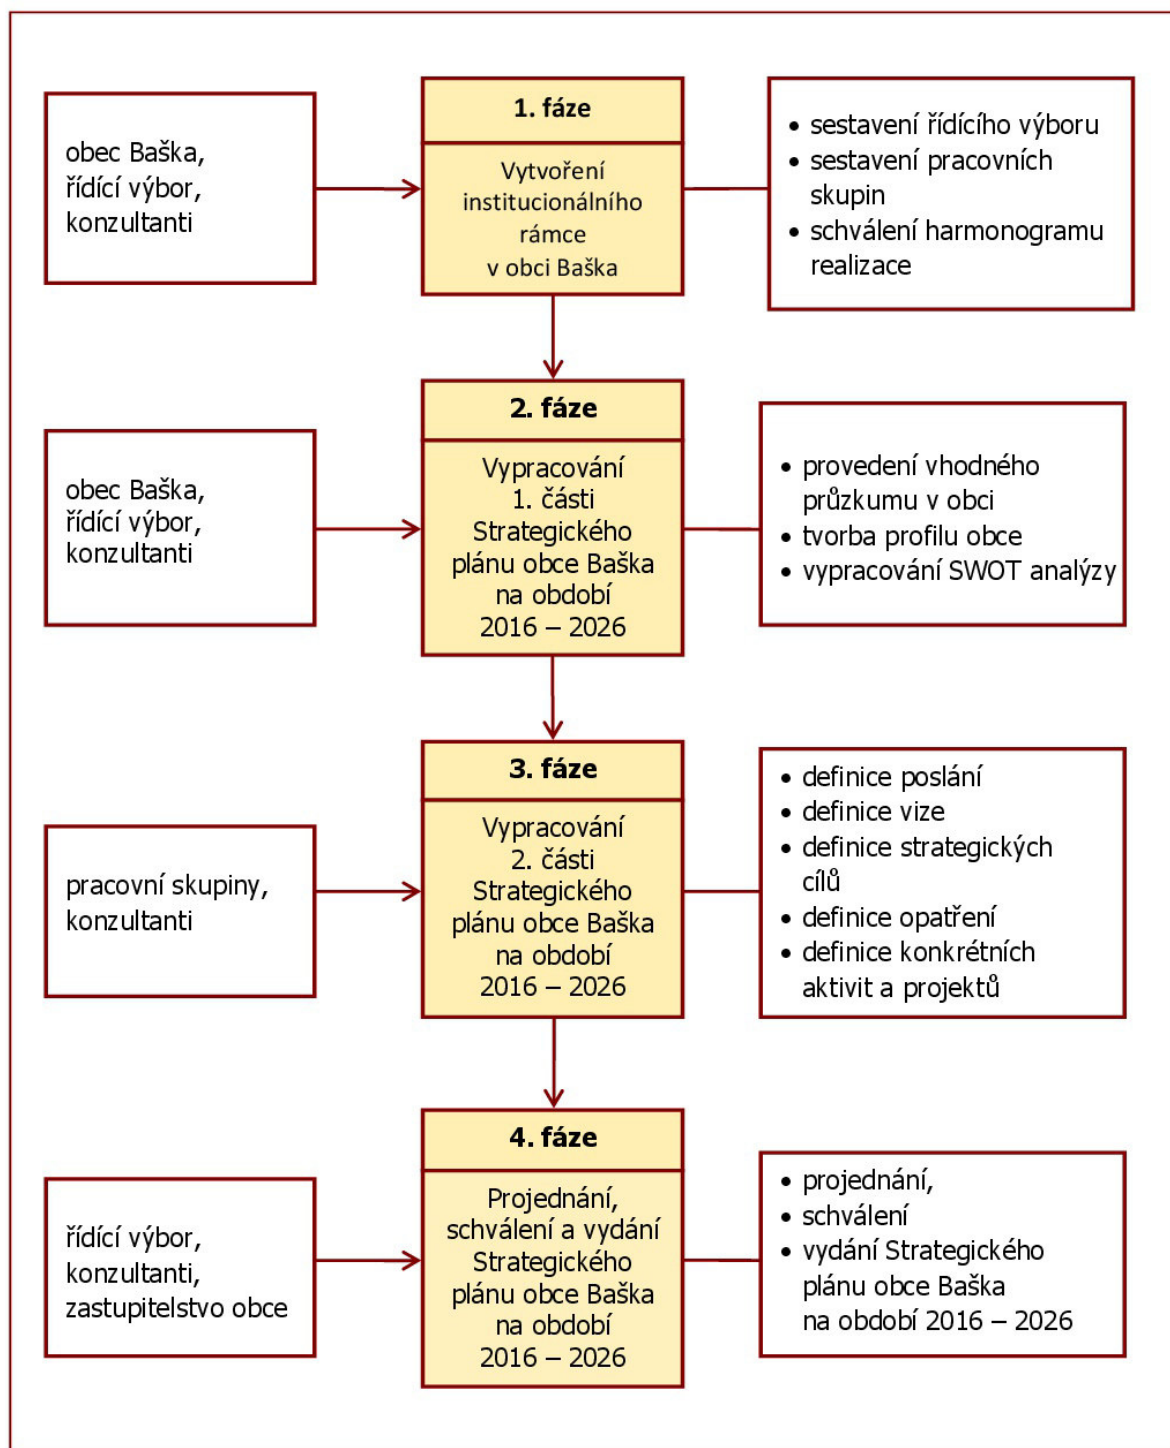 obec Baška,
řídící výbor,
konzultanti
1. fáze
Vytvoření
institucionálního
rámce
v obci Baška
• sestavení řídícího výboru
• sestavení pracovních
skupin
• schválení harmonogramu
realizace
obec Baška,
řídící výbor,
konzultanti
2. fáze
Vypracování
1. části
Strategického
plánu obce Baška
na období
2016 – 2026
• provedení vhodného
průzkumu v obci
• tvorba profilu obce
• vypracování SWOT analýzy
pracovní skupiny,
konzultanti
3. fáze
Vypracování
2. části
Strategického
plánu obce Baška
na období
2016 – 2026
• definice poslání
• definice vize
• definice strategických
cílů
• definice opatření
• definice konkrétních
aktivit a projektů
řídící výbor,
konzultanti,
zastupitelstvo obce
4. fáze
Projednání,
schválení a vydání
Strategického
plánu obce Baška
na období
2016 – 2026
• projednání,
• schválení
• vydání Strategického
plánu obce Baška
na období 2016 – 2026